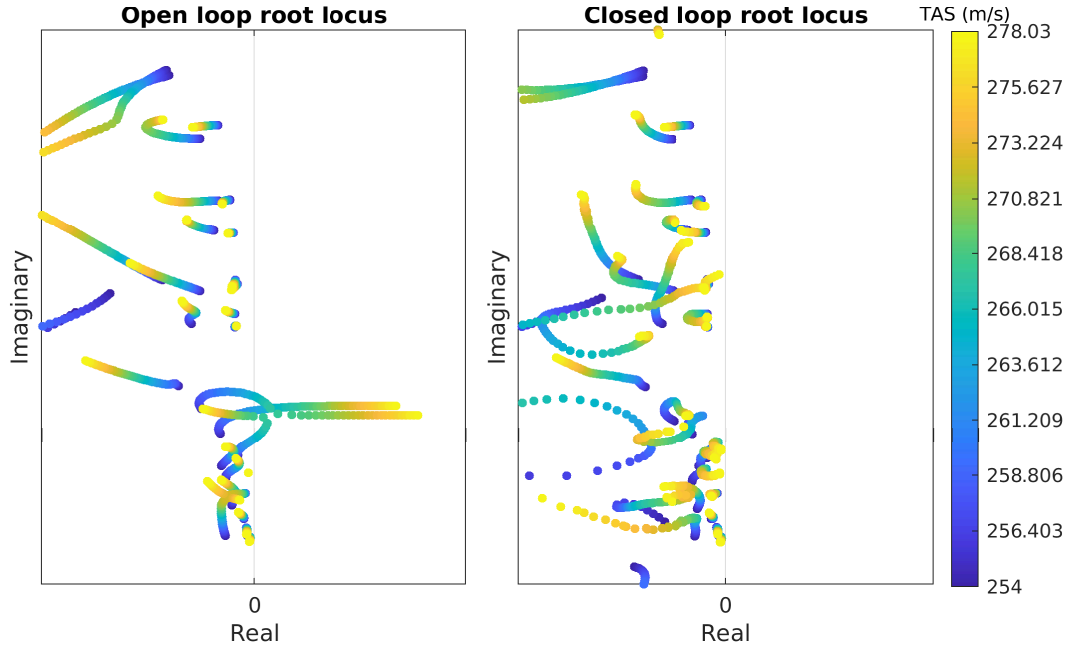 Open loop root locus
Closed loop root locus
TAS (m/s)
278.03
275.627
273.224
270.821
268.418
266.015
263.612
261.209
258.806
256.403
254
Imaginary
Imaginary
0
0
Real
Real